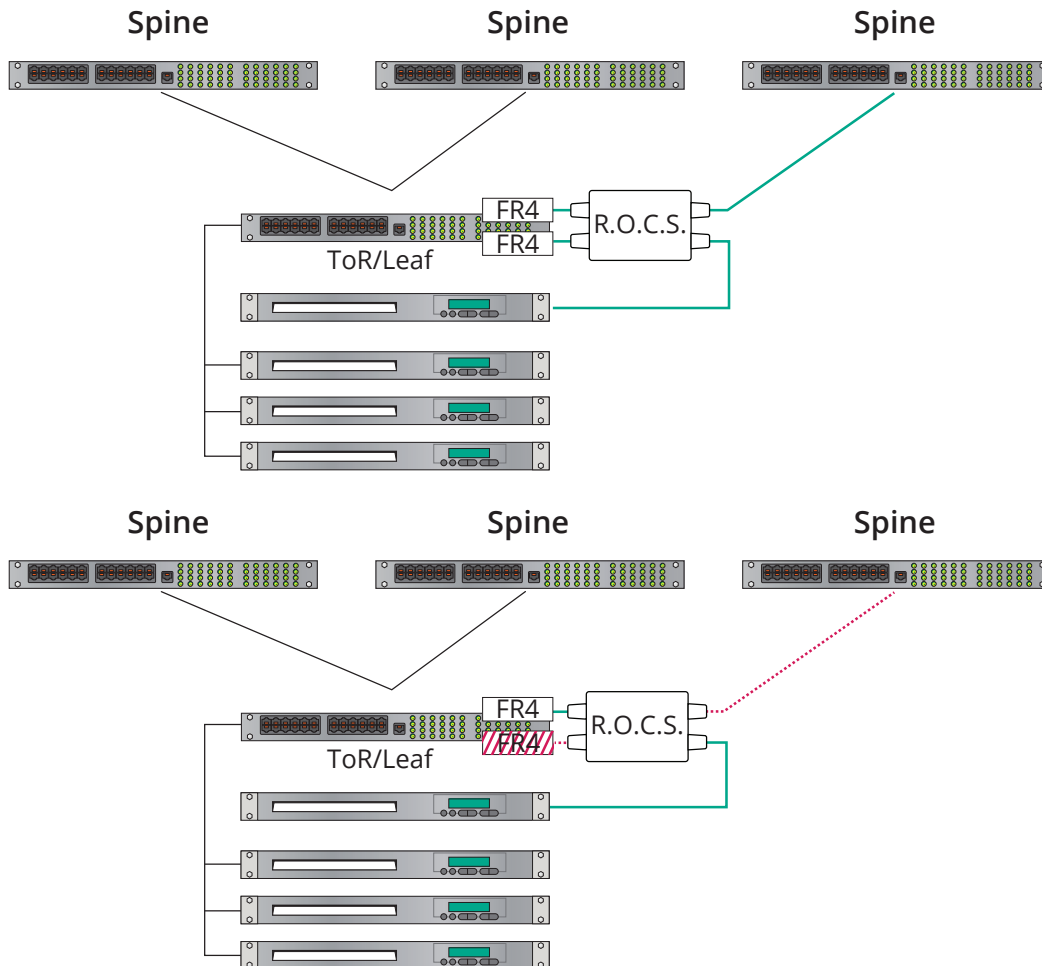 Spine
Spine
Spine
FR4
FR4
R.O.C.S.
ToR/Leaf
Spine
Spine
Spine
FR4
FR4
R.O.C.S.
ToR/Leaf